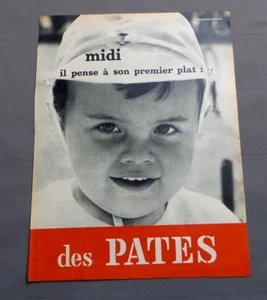 midi
il pense à son premier plat :
des PATES